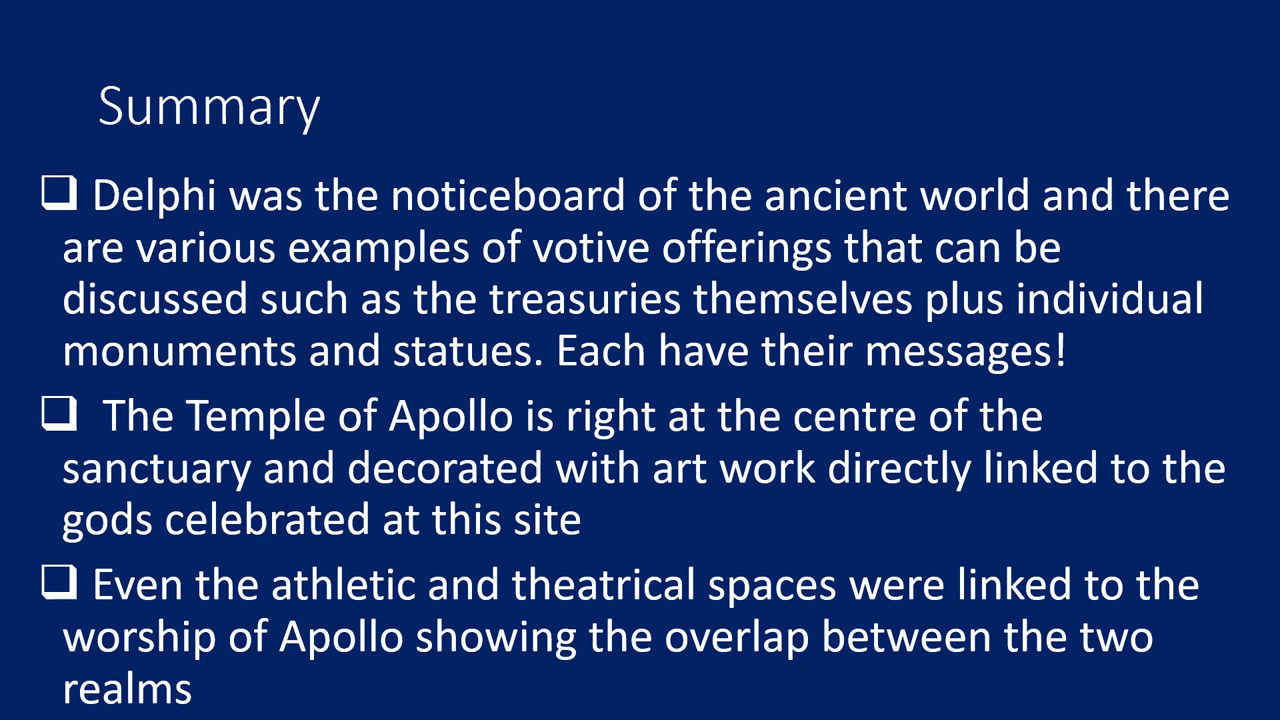 Summary
❑ Delphi was the noticeboard of the ancient world and there
are various examples of votive offerings that can be
discussed such as the treasuries themselves plus individual
monuments and statues. Each have their messages!
❑ The Temple of Apollo is right at the centre of the
sanctuary and decorated with art work directly linked to the
gods celebrated at this site
❑ Even the athletic and theatrical spaces were linked to the
worship of Apollo showing the overlap between the two
realms